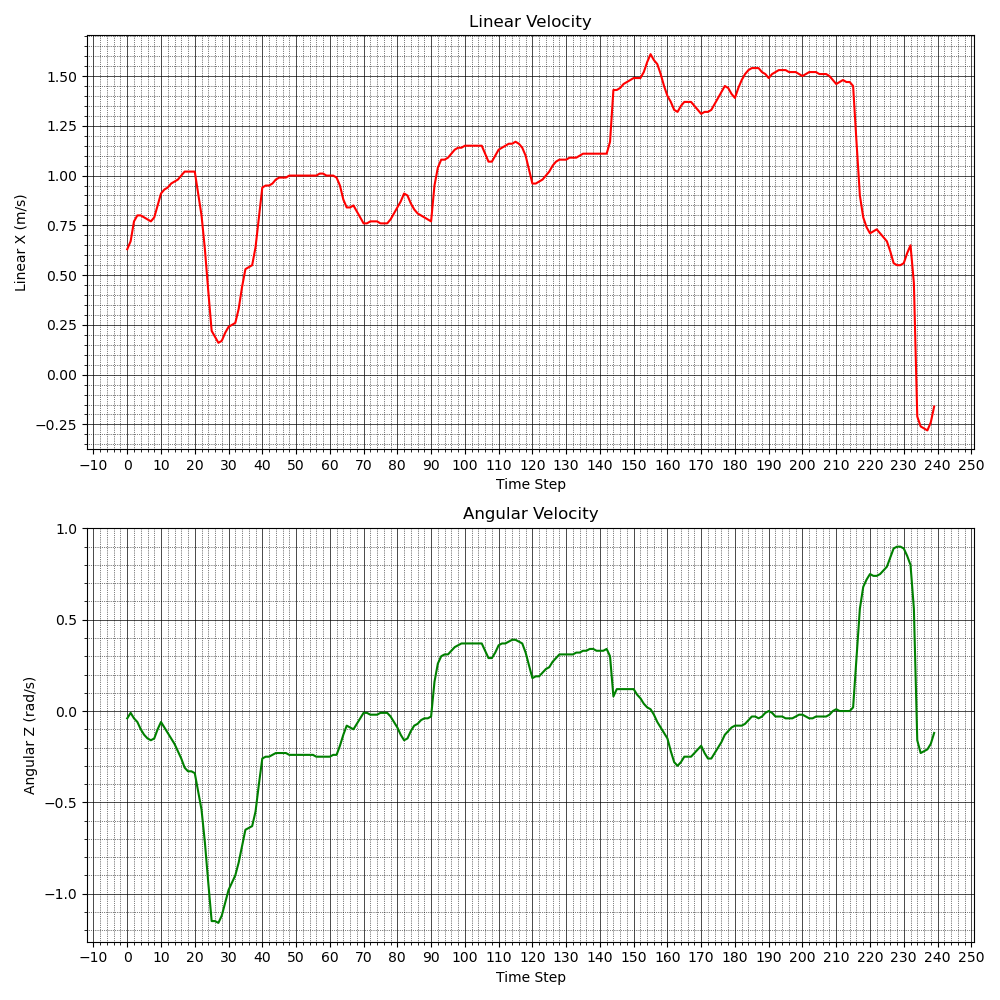 Linear Velocity
Linear X (m/s)
1.50
1.25
1.00
0.75
0.50
0.25
0.00
−0.25
−10 0 10 20 30 40 50 60 70 80 90 100 110 120 130 140 150 160 170 180 190 200 210 220 230 240 250
Time Step
Angular Velocity
Angular Z (rad/s)
1.0
0.5
0.0
−0.5
−1.0
−10 0 10 20 30 40 50 60 70 80 90 100 110 120 130 140 150 160 170 180 190 200 210 220 230 240 250
Time Step